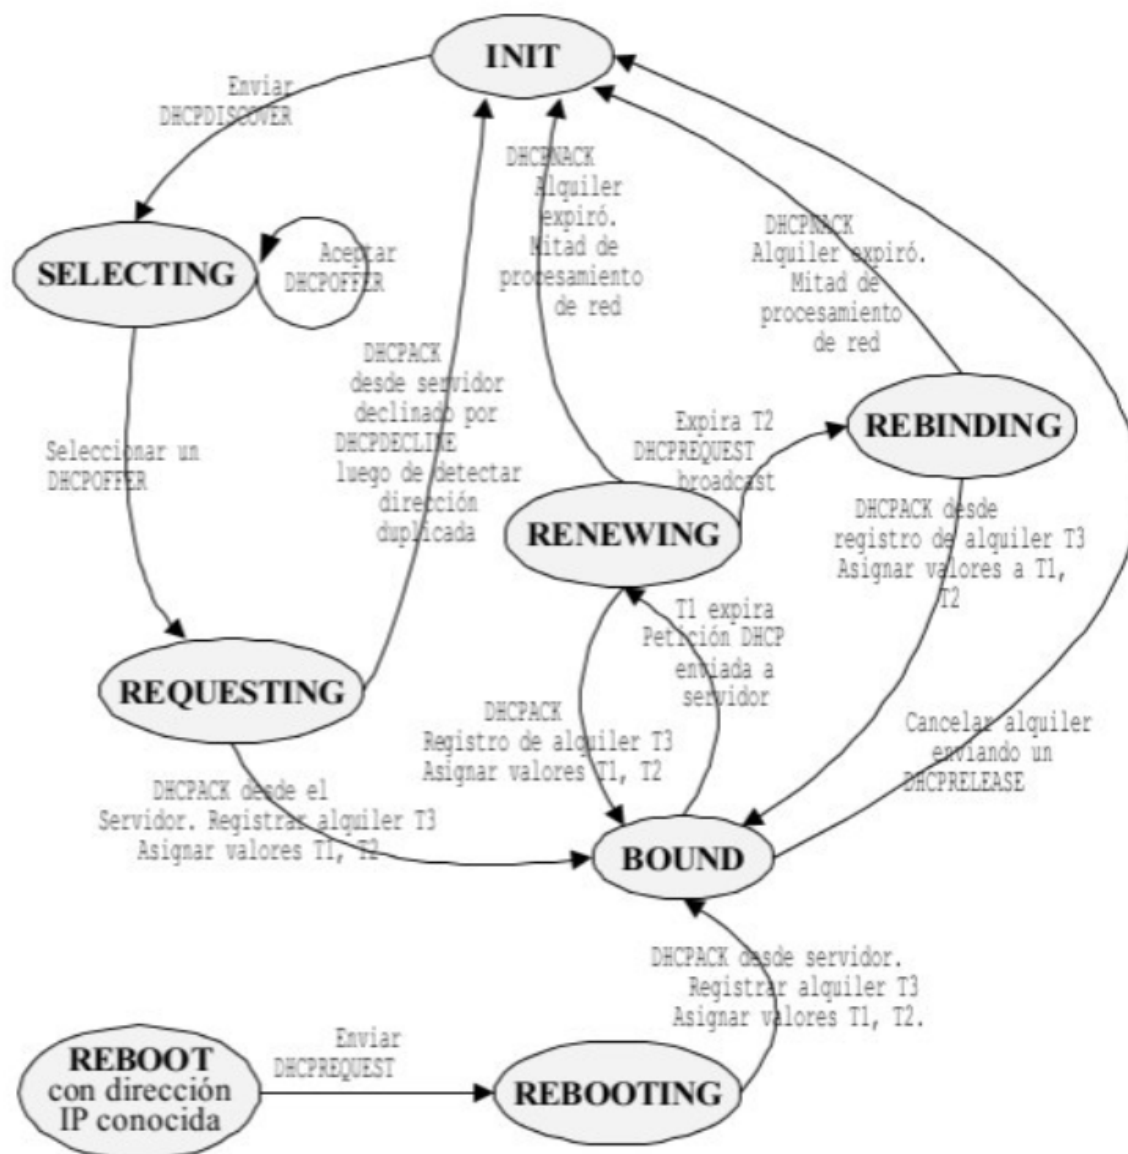 INIT
Enviar
DHCPDISCOVER
SELECTING
Aceptar
DHCPOFFER
DHCPNACK
Alquiler
expiró.
Mitad de
procesamiento
de red
DHCPNACK
Alquiler expiró.
Mitad de
procesamiento
de red
DHCPACK
desde servidor
declinado por
DHCPDECLINE
luego de detectar
dirección
duplicada
Seleccionar un
DHCPOFFER
Expira T2
DHCPREQUEST
broadcast
REBINDING
RENEWING
DHCPACK desde
registro de alquiler T3
Asignar valores a T1,
T2
T1 expira
Petición DHCP
enviada a
servidor
REQUESTING
DHCPACK
Registro de alquiler T3
Asignar valores T1, T2
Cancelar alquiler
enviando un
DHCPRELEASE
DHCPACK desde el
Servidor. Registrar alquiler T3
Asignar valores T1, T2
BOUND
DHCPACK desde servidor.
Registrar alquiler T3
Asignar valores T1, T2.
REBOOT
con dirección
IP conocida
Enviar
DHCPREQUEST
REBOOTING